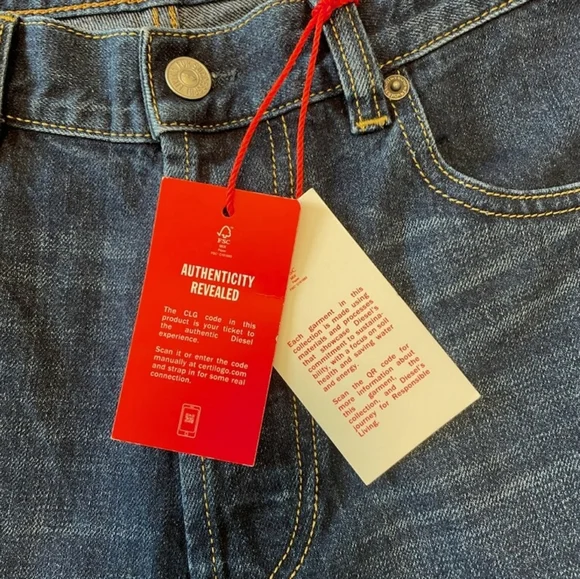 FSC
AUTHENTICITY
REVEALED
The CLG code in this
product is your ticket to
the authentic Diesel
experience.
Scan it or enter the code
manually at certilogo.com
and strap in for some real
connection.
Each garment in this
collection is made using
materials and processes
that showcase Diesel's
commitment to sustaina-
bility, with a focus on soil
health and saving water
and energy.
Scan the QR code for
more information about
this garment, the
collection, and Diesel's
journey for Responsible
Living.